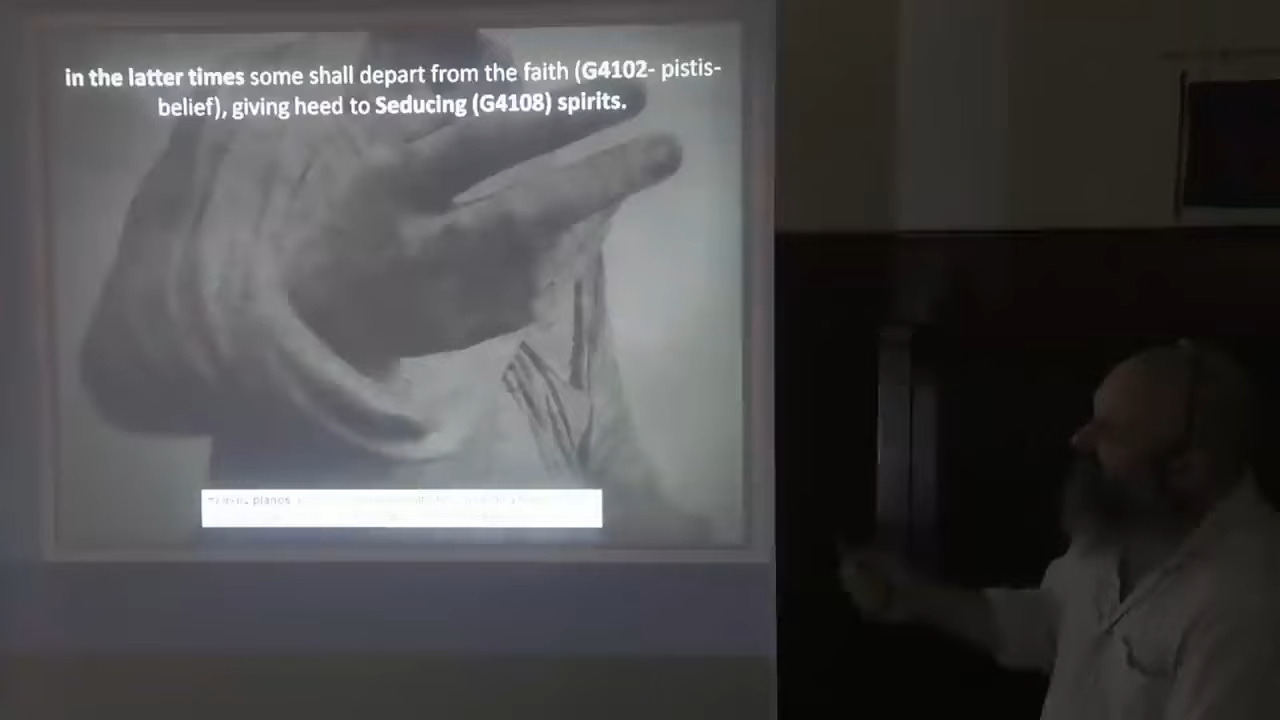 in the latter times some shall depart from the faith (G4102- pistis-
belief), giving heed to Seducing (G4108) spirits.
planos